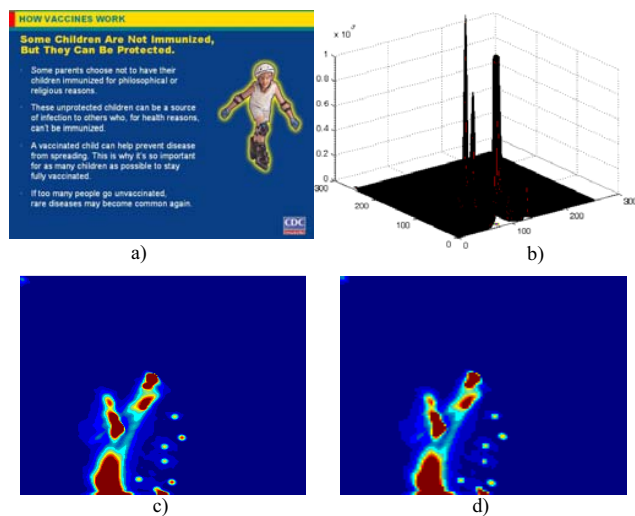 HOW VACCINES WORK
Some Children Are Not Immunized,
But They Can Be Protected.
Some parents choose not to have their
children immunized for philosophical or
religious reasons.
These unprotected children can be a source
of infection to others who, for health reasons,
can't be immunized.
A vaccinated child can help prevent disease
from spreading. This is why it's so important
for as many children as possible to stay
fully vaccinated.
If too many people go unvaccinated,
rare diseases may become common again.
CDC
a)
x 10
1
0.8
0.6
0.4
0.2
0
300
200
100
0
0
100
200
300
b)
c)
d)